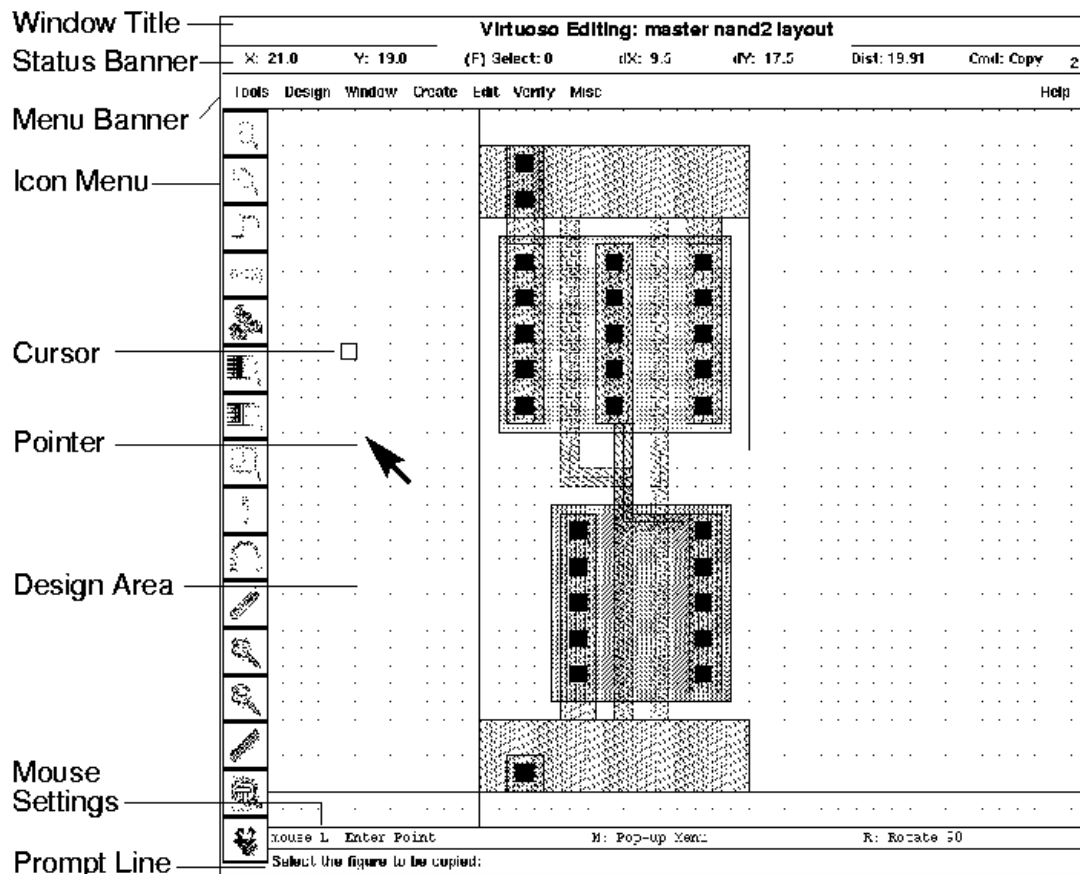 Window Title
Virtuoso Editing: master nand2 layout
Status Banner
X: 21.0 Y: 19.0 (F) Select: 0 dX: 9.5 dY: 17.5 Dist: 19.91 Cmd: Copy 2
Menu Banner
Tools Design Window Create Edit Verify Misc Help
Icon Menu
Cursor
Pointer
Design Area
Mouse
Settings
mouse L Enter Point M: Pop-up Menu R: Rotate 90
Prompt Line
Select the figure to be copied: